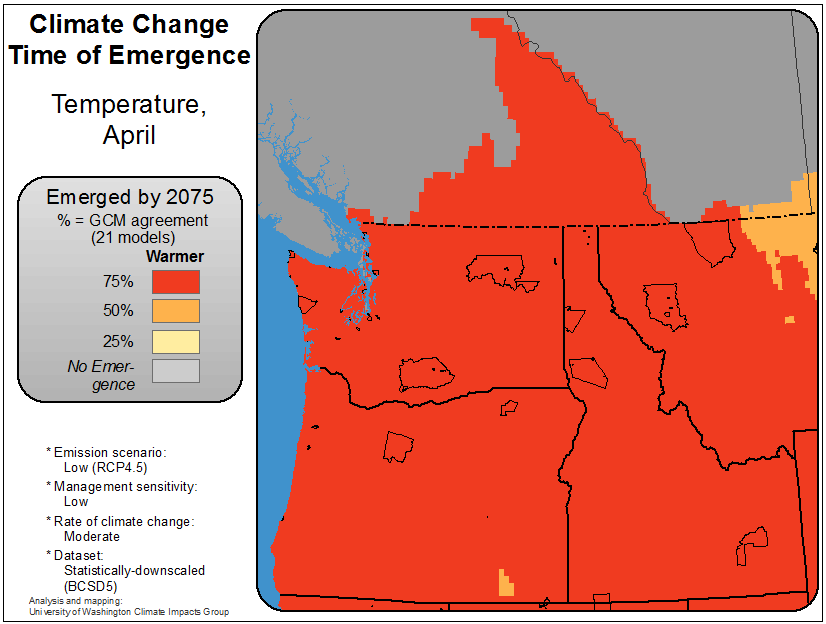 Climate Change
Time of Emergence
Temperature,
April
Emerged by 2075
% = GCM agreement
(21 models)
Warmer
75%
50%
25%
No Emer-
gence
* Emission scenario:
Low (RCP4.5)
* Management sensitivity:
Low
* Rate of climate change:
Moderate
* Dataset:
Statistically-downscaled
(BCSD5)
Analysis and mapping:
University of Washington Climate Impacts Group